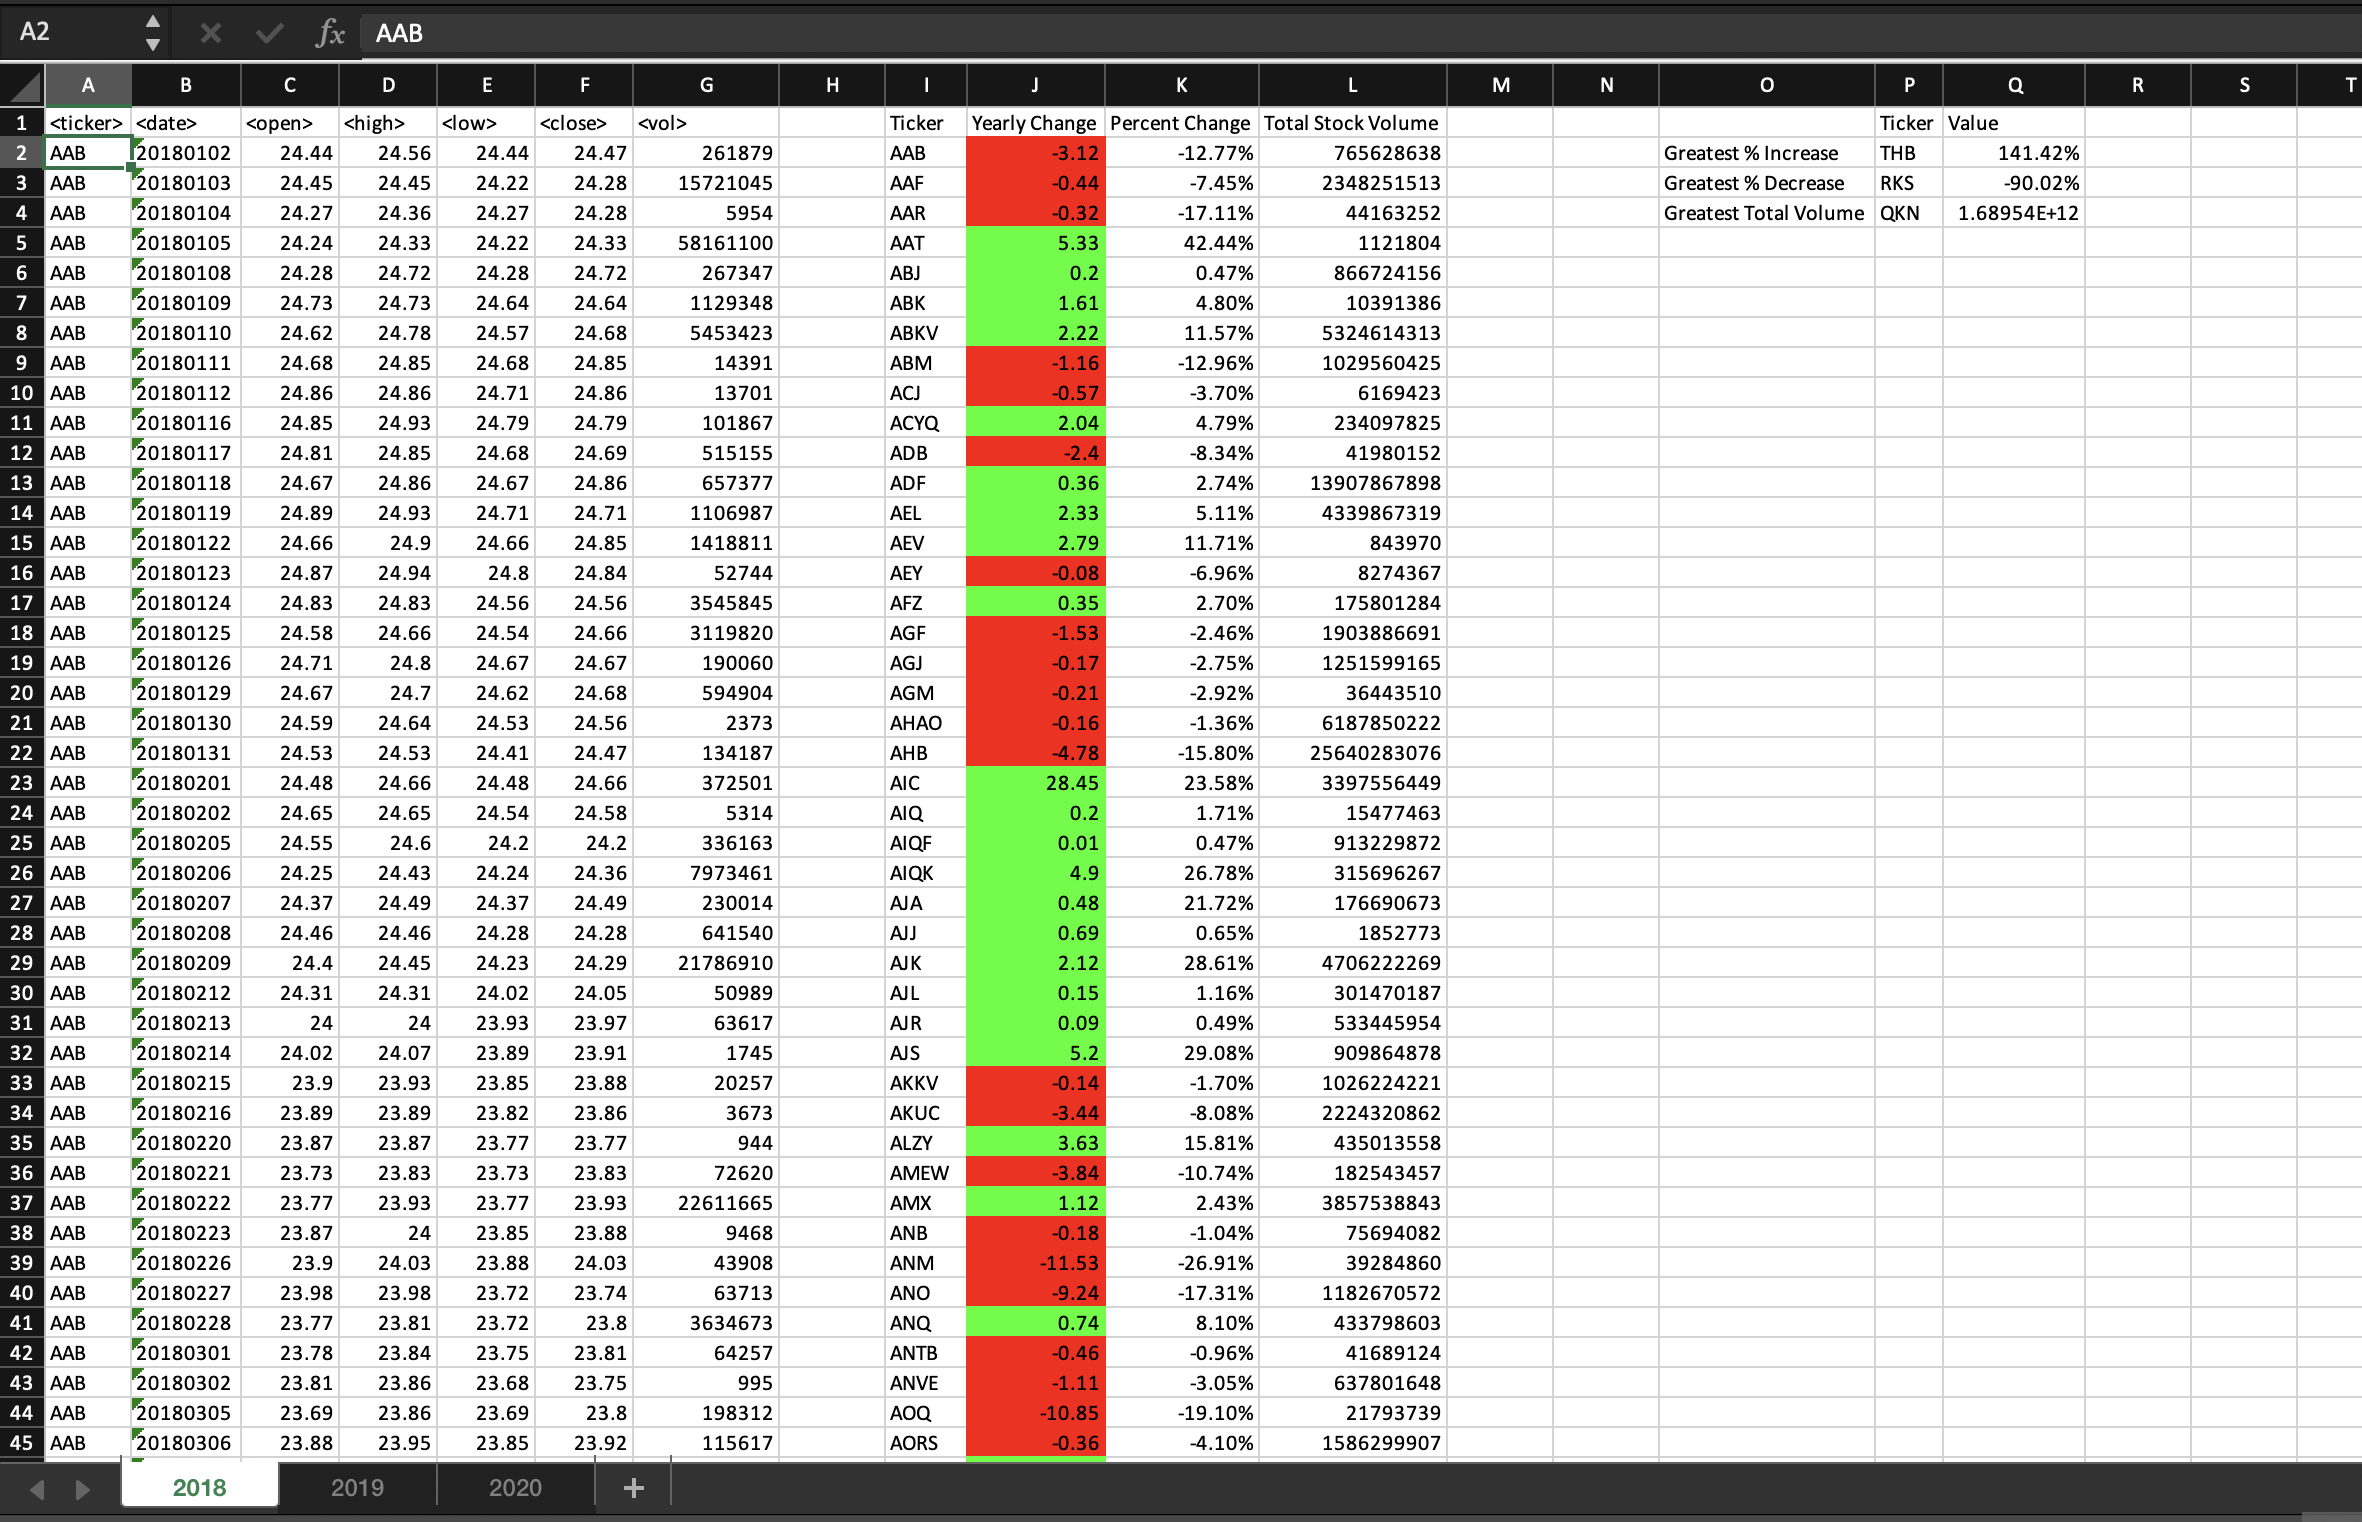 A2 fx AAB
A B C D E F G H I J K L M N O P Q R S T
1 <ticker> <date> <open> <high> <low> <close> <vol> Ticker Yearly Change Percent Change Total Stock Volume Ticker Value
2 AAB 20180102 24.44 24.56 24.44 24.47 261879 AAB -3.12 -12.77% 765628638 Greatest % Increase THB 141.42%
3 AAB 20180103 24.45 24.45 24.22 24.28 15721045 AAF -0.44 -7.45% 2348251513 Greatest % Decrease RKS -90.02%
4 AAB 20180104 24.27 24.36 24.27 24.28 5954 AAR -0.32 -17.11% 44163252 Greatest Total Volume QKN 1.68954E+12
5 AAB 20180105 24.24 24.33 24.22 24.33 58161100 AAT 5.33 42.44% 1121804
6 AAB 20180108 24.28 24.72 24.28 24.72 267347 ABJ 0.2 0.47% 866724156
7 AAB 20180109 24.73 24.73 24.64 24.64 1129348 ABK 1.61 4.80% 10391386
8 AAB 20180110 24.62 24.78 24.57 24.68 5453423 ABKV 2.22 11.57% 5324614313
9 AAB 20180111 24.68 24.85 24.68 24.85 14391 ABM -1.16 -12.96% 1029560425
10 AAB 20180112 24.86 24.86 24.71 24.86 13701 ACJ -0.57 -3.70% 6169423
11 AAB 20180116 24.85 24.93 24.79 24.79 101867 ACYQ 2.04 4.79% 234097825
12 AAB 20180117 24.81 24.85 24.68 24.69 515155 ADB -2.4 -8.34% 41980152
13 AAB 20180118 24.67 24.86 24.67 24.86 657377 ADF 0.36 2.74% 13907867898
14 AAB 20180119 24.89 24.93 24.71 24.71 1106987 AEL 2.33 5.11% 4339867319
15 AAB 20180122 24.66 24.9 24.66 24.85 1418811 AEV 2.79 11.71% 843970
16 AAB 20180123 24.87 24.94 24.8 24.84 52744 AEY -0.08 -6.96% 8274367
17 AAB 20180124 24.83 24.83 24.56 24.56 3545845 AFZ 0.35 2.70% 175801284
18 AAB 20180125 24.58 24.66 24.54 24.66 3119820 AGF -1.53 -2.46% 1903886691
19 AAB 20180126 24.71 24.8 24.67 24.67 190060 AGJ -0.17 -2.75% 1251599165
20 AAB 20180129 24.67 24.7 24.62 24.68 594904 AGM -0.21 -2.92% 36443510
21 AAB 20180130 24.59 24.64 24.53 24.56 2373 AHAO -0.16 -1.36% 6187850222
22 AAB 20180131 24.53 24.53 24.41 24.47 134187 AHB -4.78 -15.80% 25640283076
23 AAB 20180201 24.48 24.66 24.48 24.66 372501 AIC 28.45 23.58% 3397556449
24 AAB 20180202 24.65 24.65 24.54 24.58 5314 AIQ 0.2 1.71% 15477463
25 AAB 20180205 24.55 24.6 24.2 24.2 336163 AIQF 0.01 0.47% 913229872
26 AAB 20180206 24.25 24.43 24.24 24.36 7973461 AIQK 4.9 26.78% 315696267
27 AAB 20180207 24.37 24.49 24.37 24.49 230014 AJA 0.48 21.72% 176690673
28 AAB 20180208 24.46 24.46 24.28 24.28 641540 AJJ 0.69 0.65% 1852773
29 AAB 20180209 24.4 24.45 24.23 24.29 21786910 AJK 2.12 28.61% 4706222269
30 AAB 20180212 24.31 24.31 24.02 24.05 50989 AJL 0.15 1.16% 301470187
31 AAB 20180213 24 24 23.93 23.97 63617 AJR 0.09 0.49% 533445954
32 AAB 20180214 24.02 24.07 23.89 23.91 1745 AJS 5.2 29.08% 909864878
33 AAB 20180215 23.9 23.93 23.85 23.88 20257 AKKV -0.14 -1.70% 1026224221
34 AAB 20180216 23.89 23.89 23.82 23.86 3673 AKUC -3.44 -8.08% 2224320862
35 AAB 20180220 23.87 23.87 23.77 23.77 944 ALZY 3.63 15.81% 435013558
36 AAB 20180221 23.73 23.83 23.73 23.83 72620 AMEW -3.84 -10.74% 182543457
37 AAB 20180222 23.77 23.93 23.77 23.93 22611665 AMX 1.12 2.43% 3857538843
38 AAB 20180223 23.87 24 23.85 23.88 9468 ANB -0.18 -1.04% 75694082
39 AAB 20180226 23.9 24.03 23.88 24.03 43908 ANM -11.53 -26.91% 39284860
40 AAB 20180227 23.98 23.98 23.72 23.74 63713 ANO -9.24 -17.31% 1182670572
41 AAB 20180228 23.77 23.81 23.72 23.8 3634673 ANQ 0.74 8.10% 433798603
42 AAB 20180301 23.78 23.84 23.75 23.81 64257 ANTB -0.46 -0.96% 41689124
43 AAB 20180302 23.81 23.86 23.68 23.75 995 ANVE -1.11 -3.05% 637801648
44 AAB 20180305 23.69 23.86 23.69 23.8 198312 AOQ -10.85 -19.10% 21793739
45 AAB 20180306 23.88 23.95 23.85 23.92 115617 AORS -0.36 -4.10% 1586299907
2018 2019 2020 +